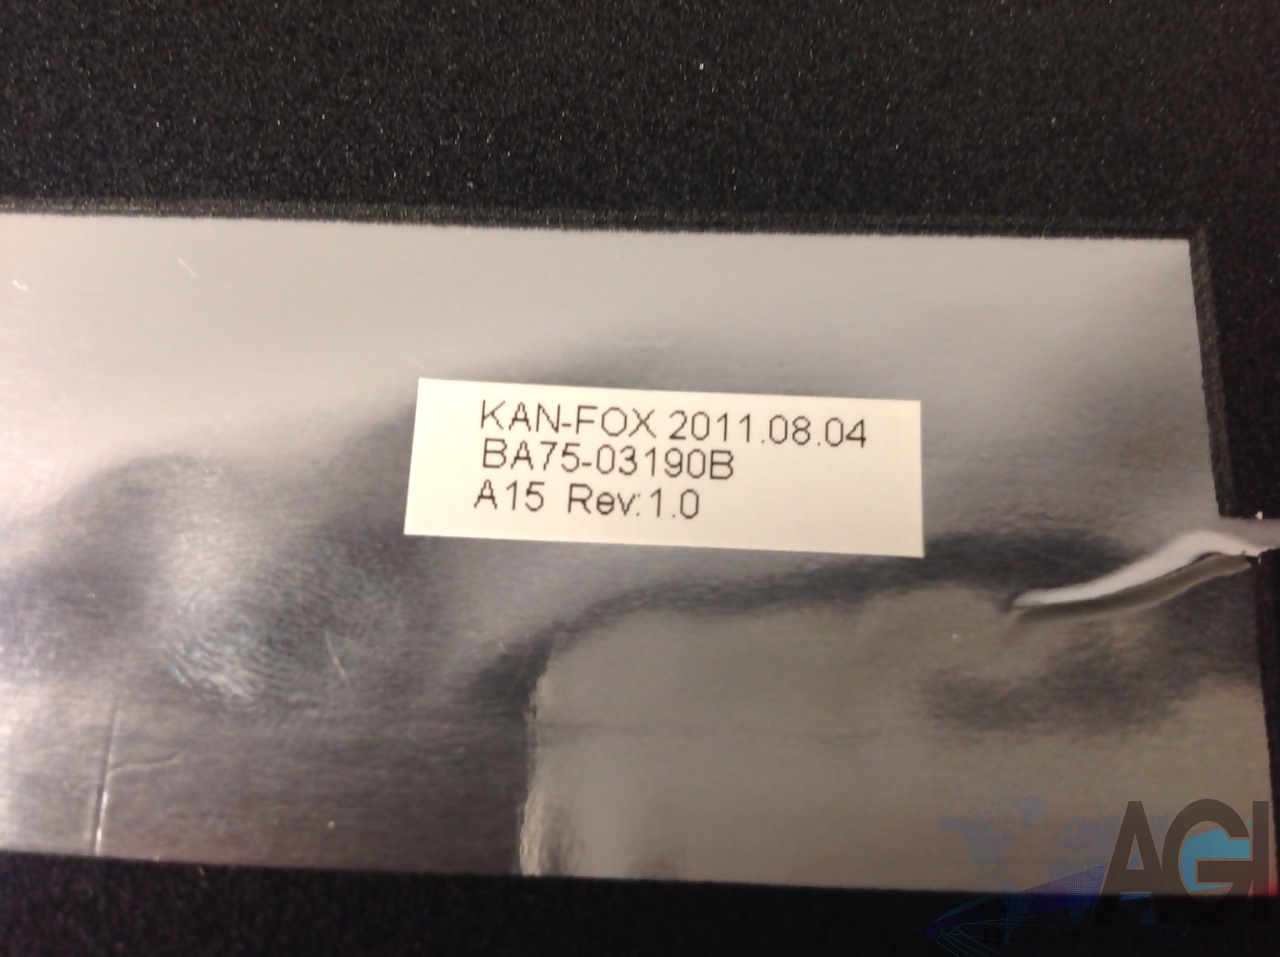 KAN-FOX 2011.08.04
BA75-03190B
A15 Rev:1.0
AGI